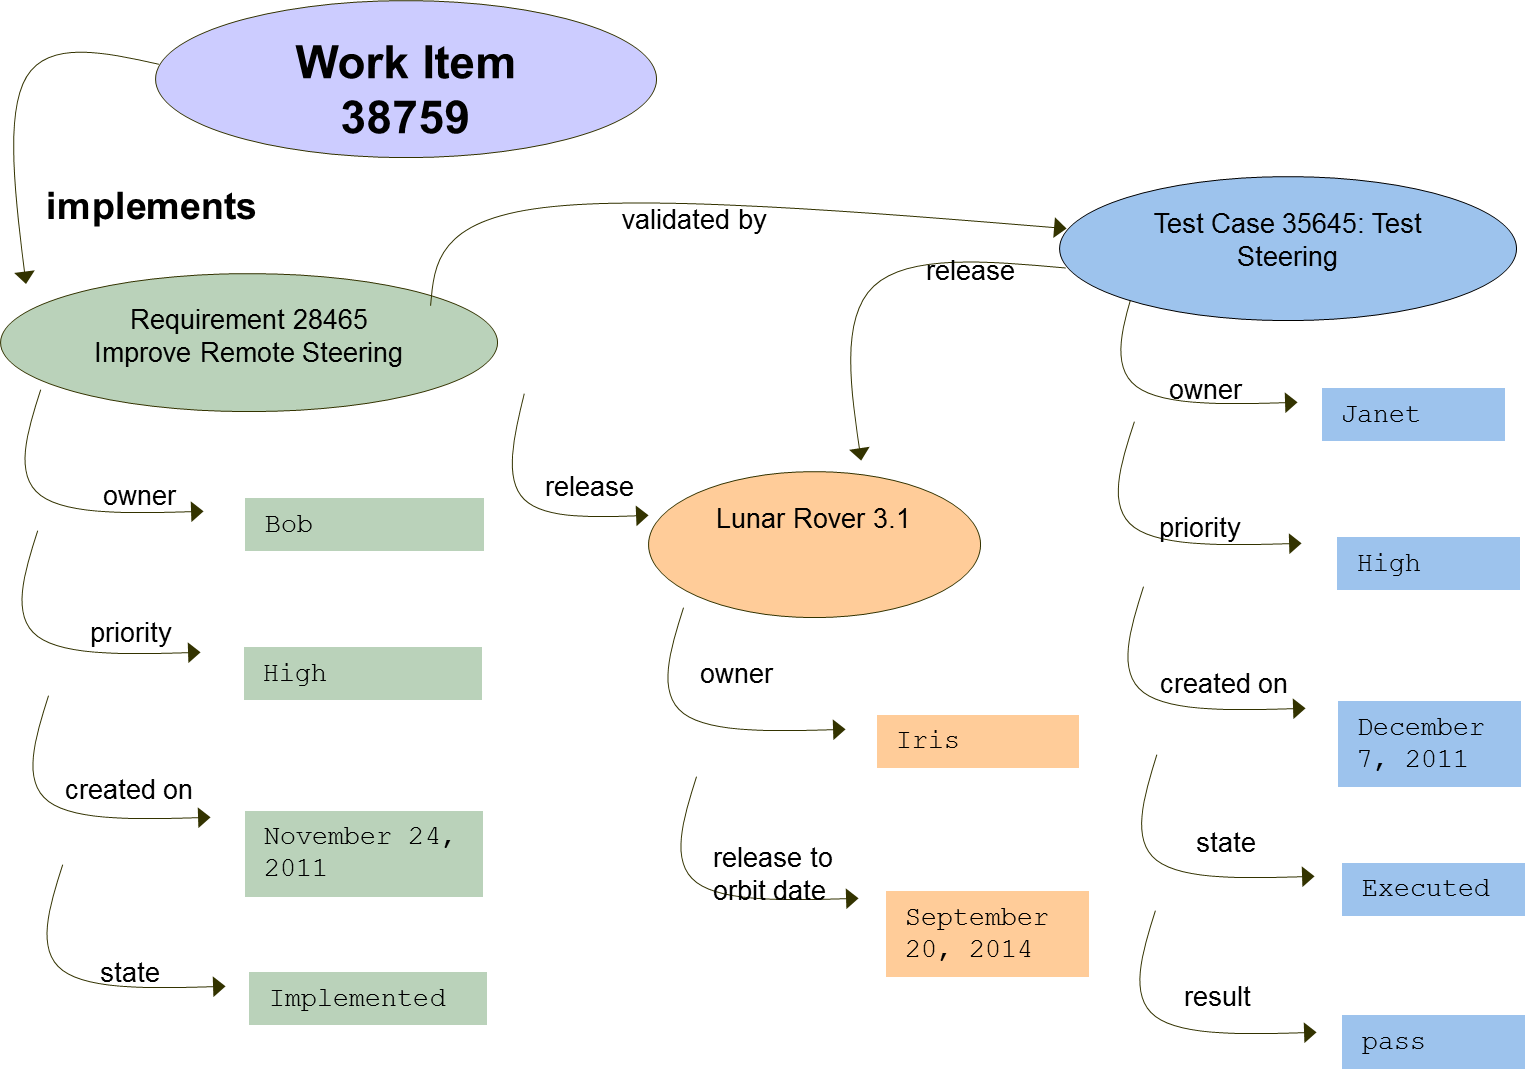 Work Item
38759
implements
validated by
Test Case 35645: Test
Steering
release
Requirement 28465
Improve Remote Steering
owner
Bob
priority
High
created on
November 24,
2011
state
Implemented
release
Lunar Rover 3.1
owner
Iris
release to
orbit date
September
20, 2014
owner
Janet
priority
High
created on
December
7, 2011
state
Executed
result
pass